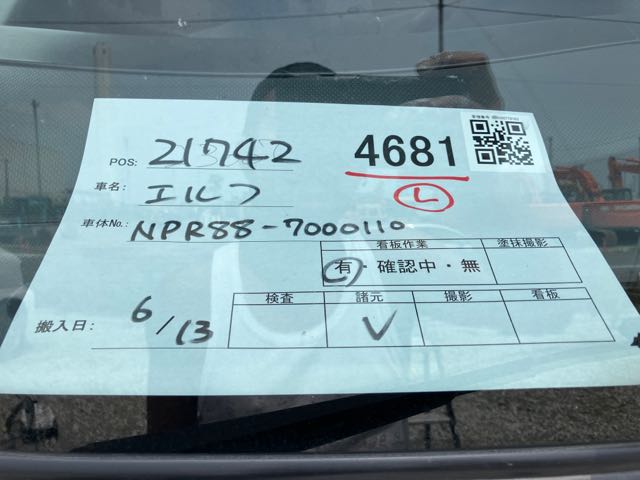 POS: 21742 4681
Ⓛ
車名: エルフ
車体No.: NPR88-7000110
看板作業 塗抹撮影
有・確認中・無
検査 諸元 撮影 看板
搬入日: 6/13 V